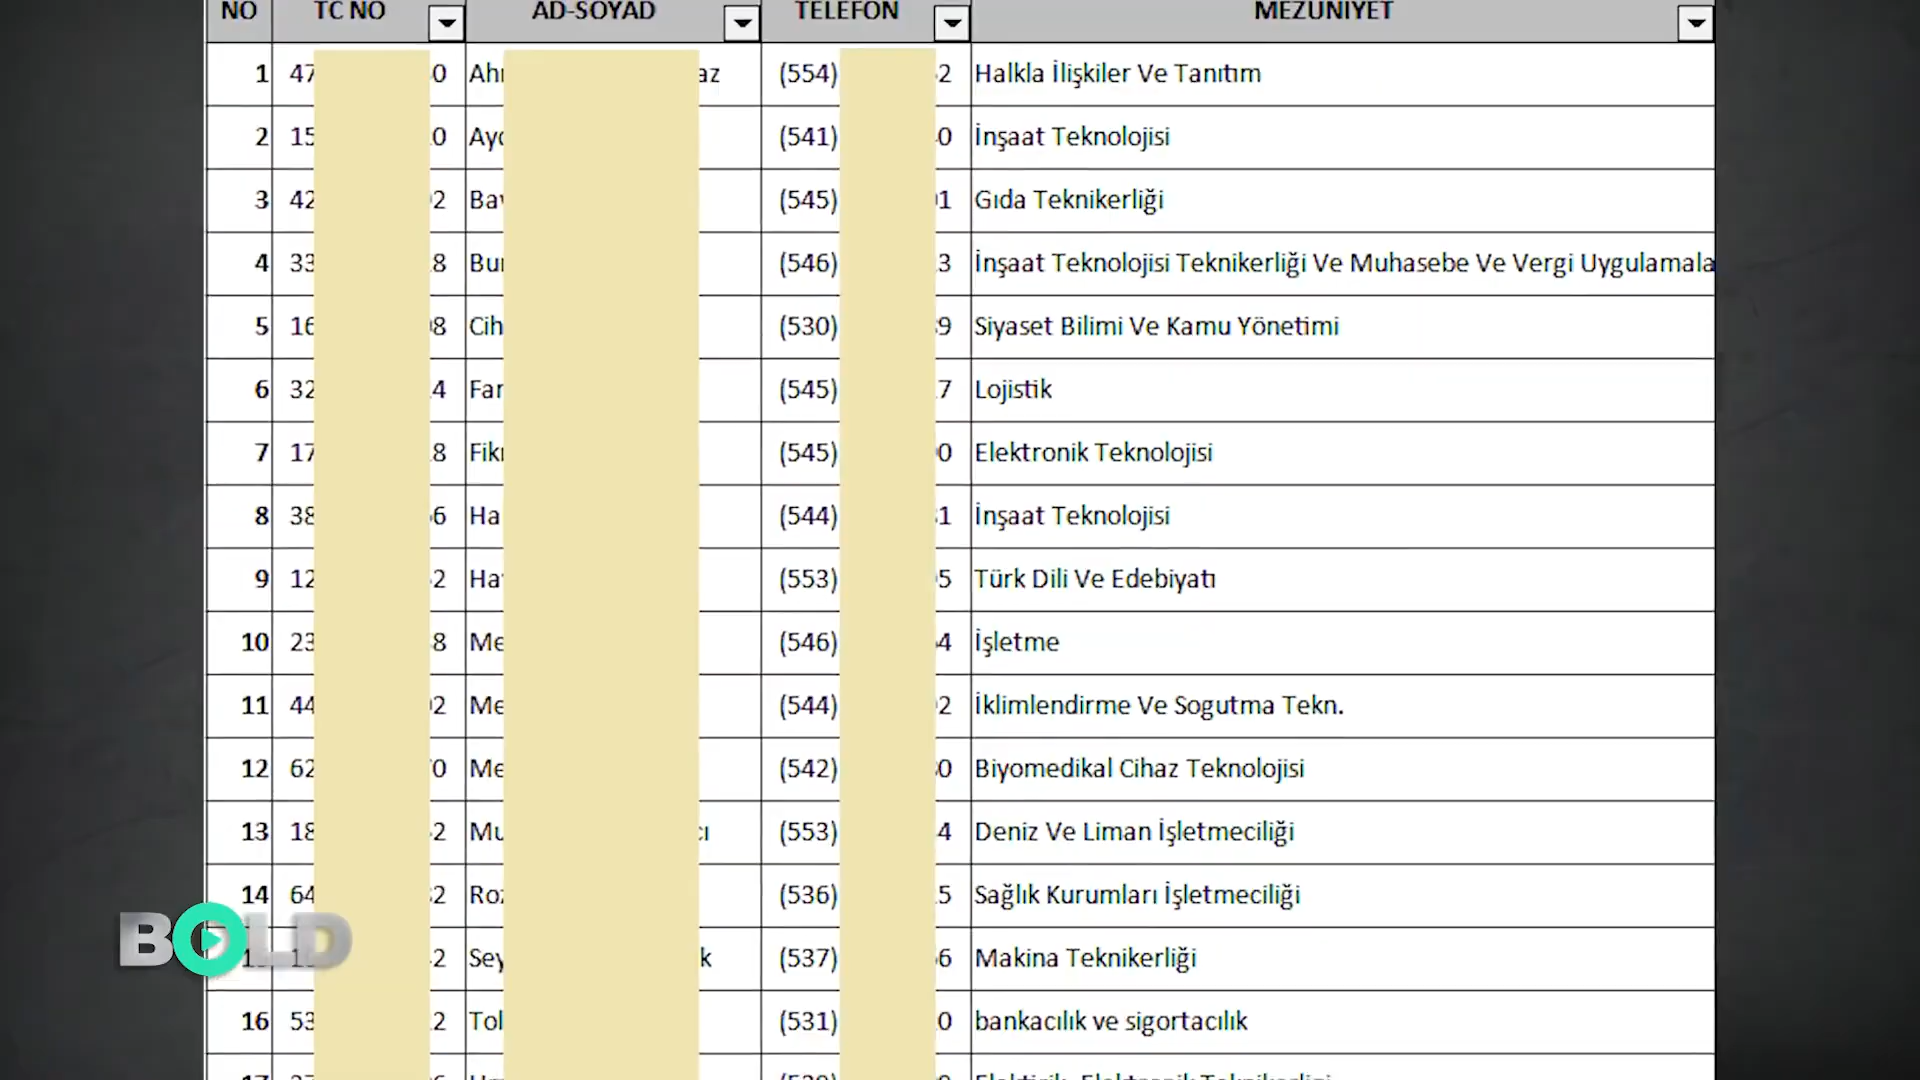 NO TC NO AD-SOYAD TELEFON MEZUNİYET
1 47 0 Ah az (554) 2 Halkla İlişkiler Ve Tanıtım
2 15 0 Ayd (541) 0 İnşaat Teknolojisi
3 42 2 Ba (545) 1 Gıda Teknikerliği
4 33 8 Bu (546) 3 İnşaat Teknolojisi Teknikerliği Ve Muhasebe Ve Vergi Uygulamala
5 16 8 Cih (530) 9 Siyaset Bilimi Ve Kamu Yönetimi
6 32 4 Far (545) 7 Lojistik
7 17 8 Fik (545) 0 Elektronik Teknolojisi
8 38 6 Ha (544) 1 İnşaat Teknolojisi
9 12 2 Ha (553) 5 Türk Dili Ve Edebiyatı
10 23 8 Me (546) 4 İşletme
11 44 2 Me (544) 2 İklimlendirme Ve Sogutma Tekn.
12 62 0 Me (542) 0 Biyomedikal Cihaz Teknolojisi
13 18 2 Mu cı (553) 4 Deniz Ve Liman İşletmeciliği
14 64 2 Roz (536) 5 Sağlık Kurumları İşletmeciliği
2 Sey k (537) 6 Makina Teknikerliği
16 53 2 Tol (531) 0 bankacılık ve sigortacılık
BOLD